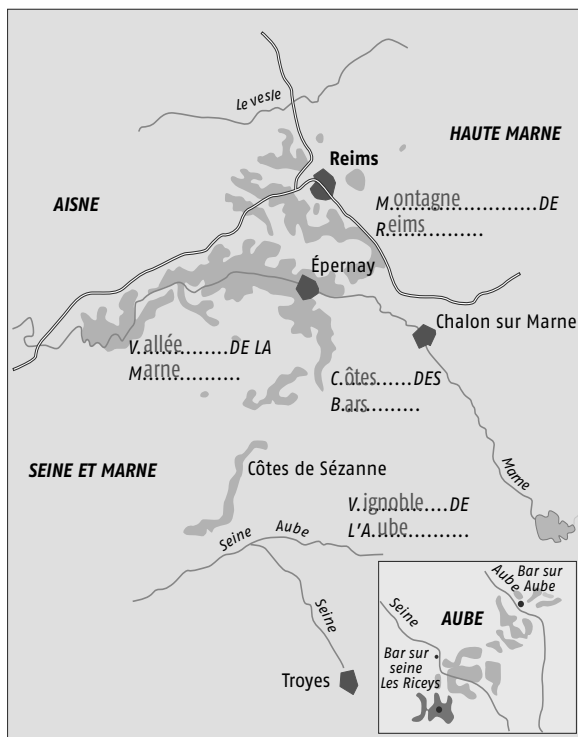 Le vesle
HAUTE MARNE
Reims
AISNE
M..ontagne......................DE
R..eims...............
Épernay
Chalon sur Marne
V..allée..............DE LA
Marne...............
C..ôtes..........DES
B..ars............
SEINE ET MARNE
Côtes de Sézanne
Marne
V..ignoble..........DE
L'A..ube...............
Seine
Aube
Seine
Troyes
Aube
Bar sur
Aube
Seine
AUBE
Bar sur
seine
Les Riceys